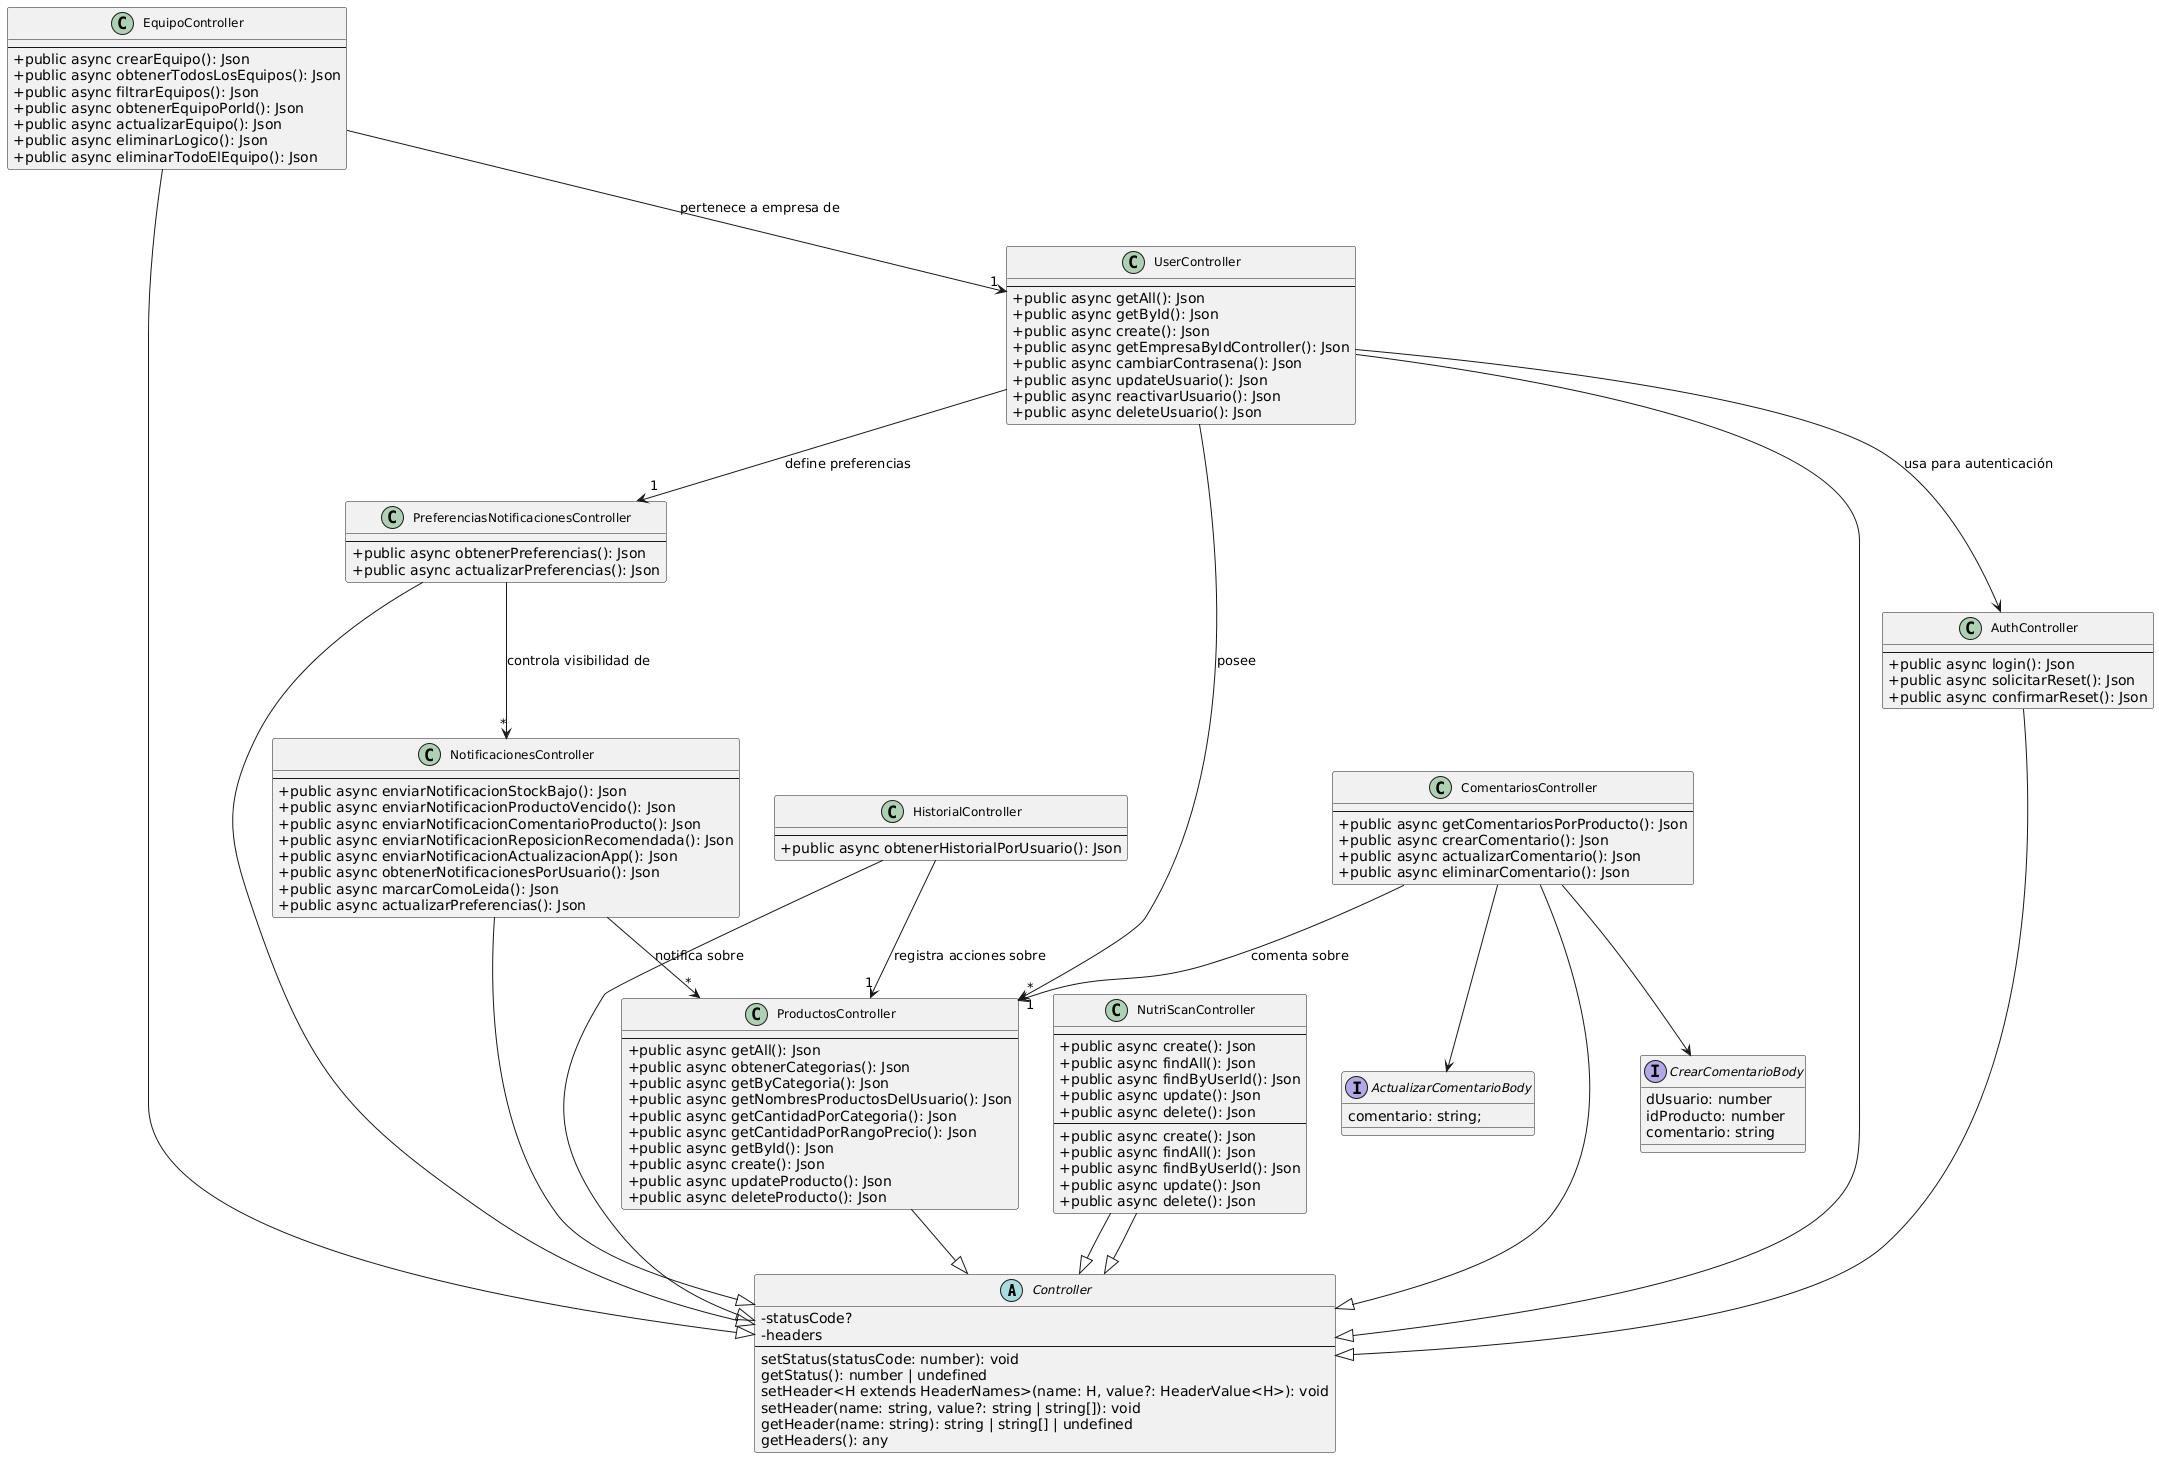 C EquipoController
+public async crearEquipo(): Json
+public async obtenerTodosLosEquipos(): Json
+public async filtrarEquipos(): Json
+public async obtenerEquipoPorId(): Json
+public async actualizarEquipo(): Json
+public async eliminarLogico(): Json
+public async eliminarTodoElEquipo(): Json
pertenece a empresa de
1
C UserController
+public async getAll(): Json
+public async getById(): Json
+public async create(): Json
+public async getEmpresaByIdController(): Json
+public async cambiarContrasena(): Json
+public async updateUsuario(): Json
+public async reactivarUsuario(): Json
+public async deleteUsuario(): Json
define preferencias
1
usa para autenticación
C PreferenciasNotificacionesController
+public async obtenerPreferencias(): Json
+public async actualizarPreferencias(): Json
controla visibilidad de
*
posee
*
C AuthController
+public async login(): Json
+public async solicitarReset(): Json
+public async confirmarReset(): Json
C NotificacionesController
+public async enviarNotificacionStockBajo(): Json
+public async enviarNotificacionProductoVencido(): Json
+public async enviarNotificacionComentarioProducto(): Json
+public async enviarNotificacionReposicionRecomendada(): Json
+public async enviarNotificacionActualizacionApp(): Json
+public async obtenerNotificacionesPorUsuario(): Json
+public async marcarComoLeida(): Json
+public async actualizarPreferencias(): Json
C HistorialController
+public async obtenerHistorialPorUsuario(): Json
C ComentariosController
+public async getComentariosPorProducto(): Json
+public async crearComentario(): Json
+public async actualizarComentario(): Json
+public async eliminarComentario(): Json
notifica sobre
*
registra acciones sobre
1
comenta sobre
1
C ProductosController
+public async getAll(): Json
+public async obtenerCategorias(): Json
+public async getByCategoria(): Json
+public async getNombresProductosDelUsuario(): Json
+public async getCantidadPorCategoria(): Json
+public async getCantidadPorRangoPrecio(): Json
+public async getById(): Json
+public async create(): Json
+public async updateProducto(): Json
+public async deleteProducto(): Json
C NutriScanController
+public async create(): Json
+public async findAll(): Json
+public async findByUserId(): Json
+public async update(): Json
+public async delete(): Json
+public async create(): Json
+public async findAll(): Json
+public async findByUserId(): Json
+public async update(): Json
+public async delete(): Json
I ActualizarComentarioBody
comentario: string;
I CrearComentarioBody
dUsuario: number
idProducto: number
comentario: string
A Controller
-statusCode?
-headers
setStatus(statusCode: number): void
getStatus(): number | undefined
setHeader<H extends HeaderNames>(name: H, value?: HeaderValue<H>): void
setHeader(name: string, value?: string | string[]): void
getHeader(name: string): string | string[] | undefined
getHeaders(): any